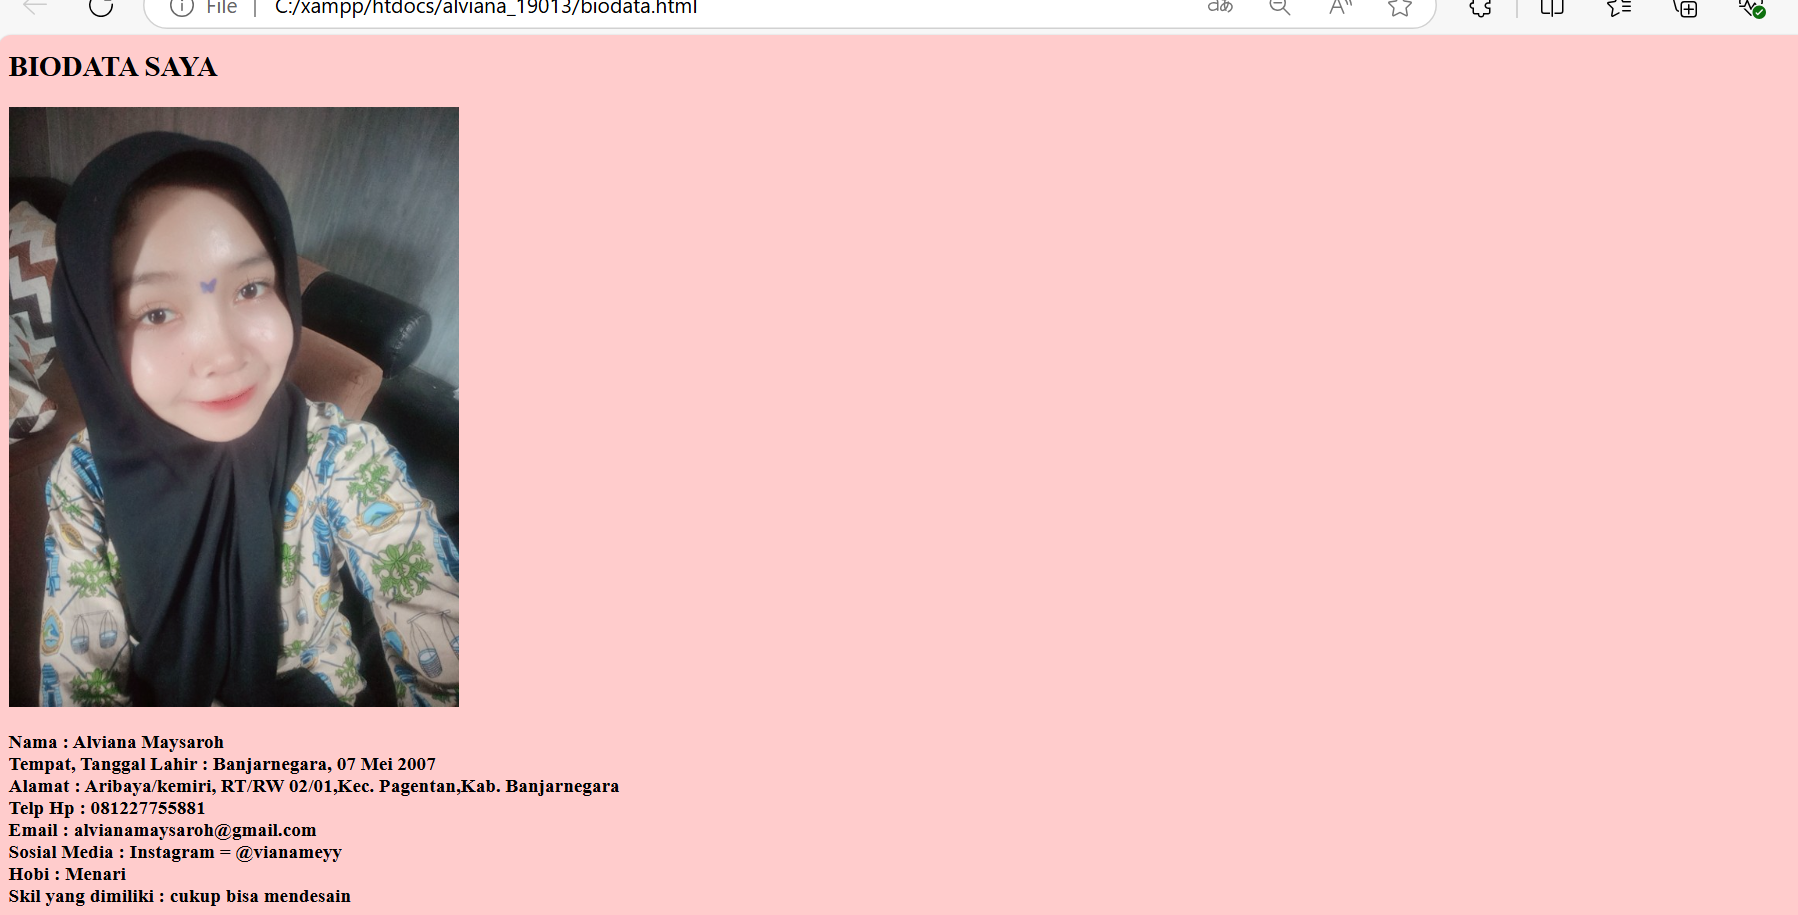 File | C:/xampp/htdocs/alviana_19013/biodata.html
BIODATA SAYA
Nama : Alviana Maysaroh
Tempat, Tanggal Lahir : Banjarnegara, 07 Mei 2007
Alamat : Aribaya/kemiri, RT/RW 02/01,Kec. Pagentan,Kab. Banjarnegara
Telp Hp : 081227755881
Email : alvianamaysaroh@gmail.com
Sosial Media : Instagram = @vianameyy
Hobi : Menari
Skil yang dimiliki : cukup bisa mendesain